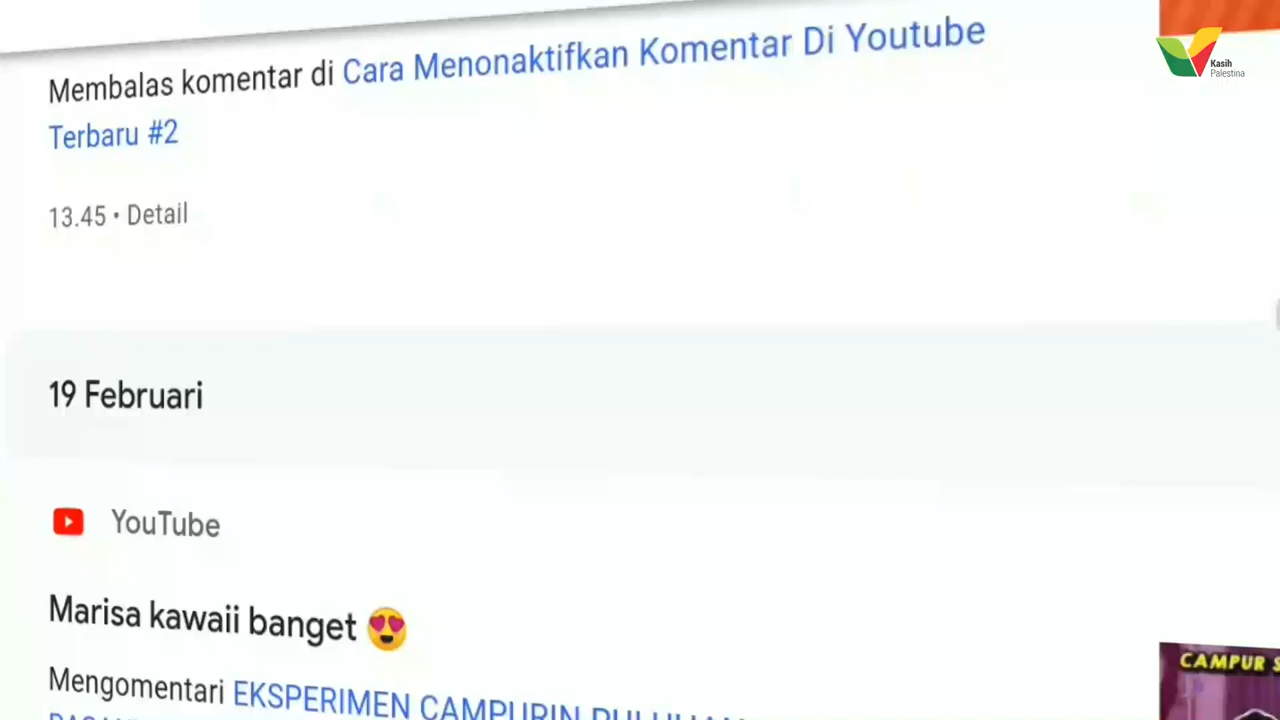 Membalas komentar di Cara Menonaktifkan Komentar Di Youtube
Terbaru #2
Kasih
Palestina
13.45 • Detail
19 Februari
YouTube
Marisa kawaii banget 😍
Mengomentari EKSPERIMEN CAMPURIN
CAMPUR